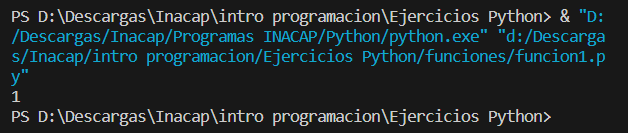 PS D:\Descargas\Inacap\intro programacion\Ejercicios Python> & "D:
/Descargas/Inacap/Programas INACAP/Python/python.exe" "d:/Descarga
s/Inacap/intro programacion/Ejercicios Python/funciones/funcion1.p
y"
1
PS D:\Descargas\Inacap\intro programacion\Ejercicios Python>